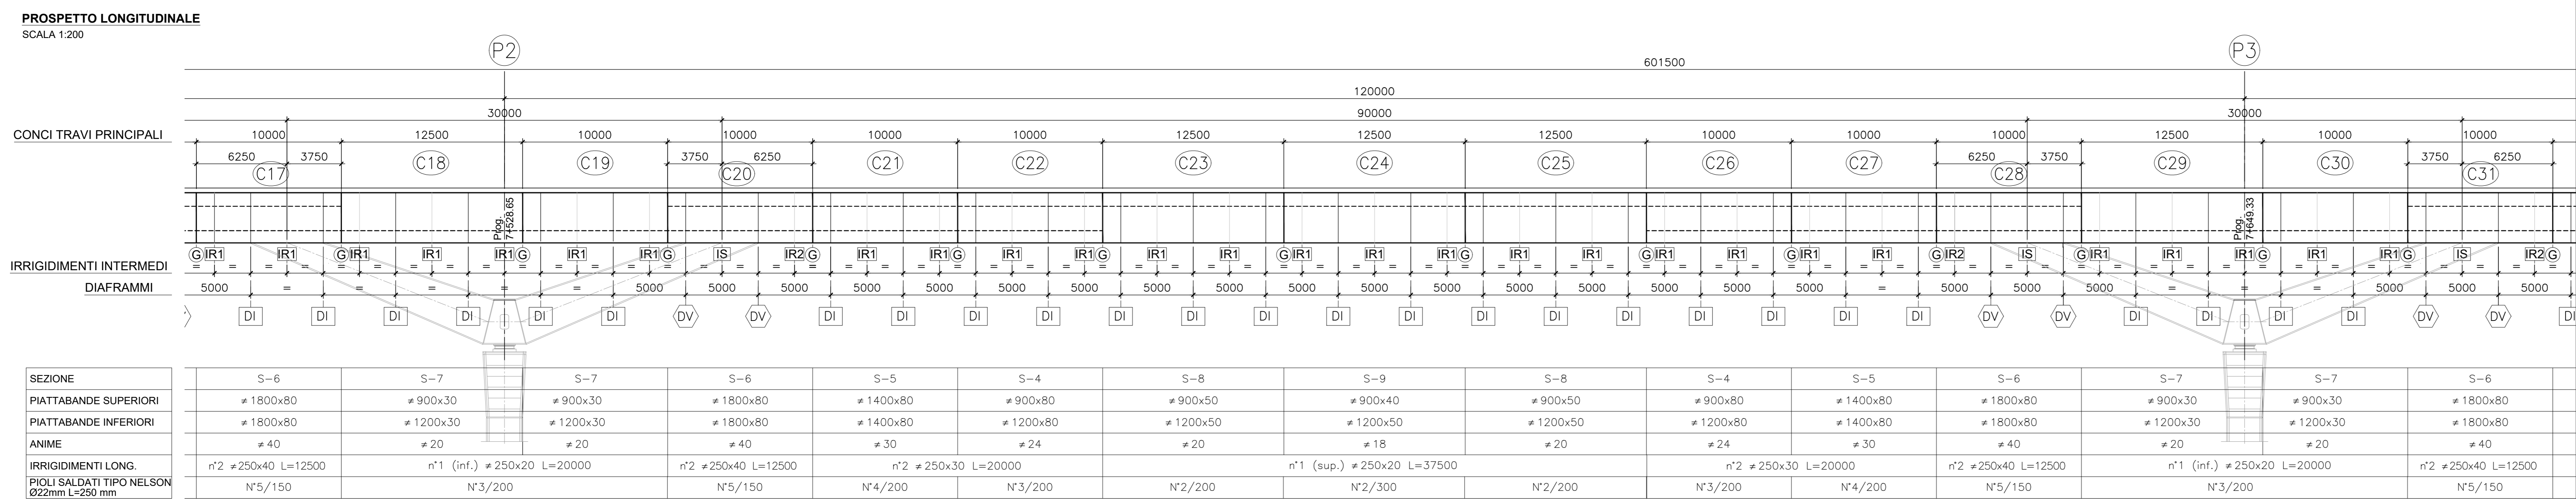 PROSPETTO LONGITUDINALE
SCALA 1:200
P2 P3
601500
120000
30000 90000 30000
CONCI TRAVI PRINCIPALI 10000 12500 10000 10000 10000 10000 12500 12500 12500 10000 10000 10000 12500 10000 10000
6250 3750 3750 6250 6250 3750 3750 6250
C17 C18 C19 C20 C21 C22 C23 C24 C25 C26 C27 C28 C29 C30 C31
Prog. 7+528.65 Prog. 7+649.33
G IR1 IR1 G IR1 IR1 IR1 G IR1 IR1 G IS IR2 G IR1 IR1 G IR1 IR1 G IR1 IR1 G IR1 IR1 IR1 G IR1 IR1 G IR1 IR1 G IR1 IR1 G IR2 IS G IR1 IR1 IR1 G IR1 IR1 G IS IR2 G
IRRIGIDIMENTI INTERMEDI = = = = = = = = = = = = = = = = = = = = = = = = = = = = = = = = = = = = = = = = = = = = = = = = = = = = = = = = = = = = = = = = =
DIAFRAMMI 5000 = = = = = 5000 5000 5000 5000 5000 5000 5000 5000 5000 5000 5000 5000 5000 5000 5000 5000 5000 = 5000 5000 5000 = = = 5000 5000 5000
DI DI DI DI DI DI DV DV DI DI DI DI DI DI DI DI DI DI DI DI DI DI DI DI DV DV DI DI DI DI DV DV DI
SEZIONE S-6 S-7 S-7 S-6 S-5 S-4 S-8 S-9 S-8 S-4 S-5 S-6 S-7 S-7 S-6
PIATTABANDE SUPERIORI ≠1800x80 ≠900x30 ≠900x30 ≠1800x80 ≠1400x80 ≠900x80 ≠900x50 ≠900x40 ≠900x50 ≠900x80 ≠1400x80 ≠1800x80 ≠900x30 ≠900x30 ≠1800x80
PIATTABANDE INFERIORI ≠1800x80 ≠1200x30 ≠1200x30 ≠1800x80 ≠1400x80 ≠1200x80 ≠1200x50 ≠1200x50 ≠1200x50 ≠1200x80 ≠1400x80 ≠1800x80 ≠1200x30 ≠1200x30 ≠1800x80
ANIME ≠40 ≠20 ≠20 ≠40 ≠30 ≠24 ≠20 ≠18 ≠20 ≠24 ≠30 ≠40 ≠20 ≠20 ≠40
IRRIGIDIMENTI LONG. n°2 ≠250x40 L=12500 n°1 (inf.) ≠250x20 L=20000 n°2 ≠250x40 L=12500 n°2 ≠250x30 L=20000 n°1 (sup.) ≠250x20 L=37500 n°2 ≠250x30 L=20000 n°2 ≠250x40 L=12500 n°1 (inf.) ≠250x20 L=20000 n°2 ≠250x40 L=12500
PIOLI SALDATI TIPO NELSON
Ø22mm L=250 mm N°5/150 N°3/200 N°5/150 N°4/200 N°3/200 N°2/200 N°2/300 N°2/200 N°3/200 N°4/200 N°5/150 N°3/200 N°5/150